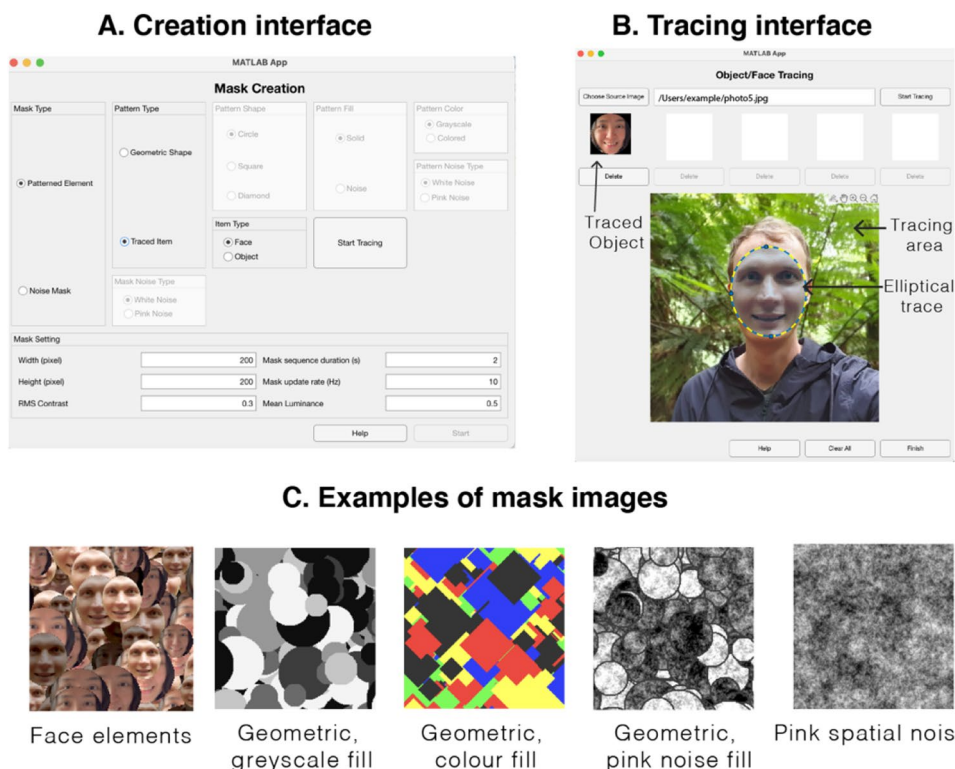 A. Creation interface
MATLAB App
Mask Creation
Mask Type
Patterned Element
Noise Mask
Pattern Type
Geometric Shape
Traced Item
Mask Noise Type
White Noise
Pink Noise
Pattern Shape
Circle
Square
Diamond
Item Type
Face
Object
Pattern Fill
Solid
Noise
Start Tracing
Pattern Color
Grayscale
Colored
Pattern Noise Type
White Noise
Pink Noise
Mask Setting
Width (pixel) 200 Mask sequence duration (s) 2
Height (pixel) 200 Mask update rate (Hz) 10
RMS Contrast 0.3 Mean Luminance 0.5
Help Start
B. Tracing interface
MATLAB App
Object/Face Tracing
Choose Source Image /Users/example/photo5.jpg Start Tracing
Delete Delete Delete Delete Delete
Traced
Object
Tracing
area
Elliptical
trace
Help Clear All Finish
C. Examples of mask images
Face elements
Geometric,
greyscale fill
Geometric,
colour fill
Geometric,
pink noise fill
Pink spatial nois